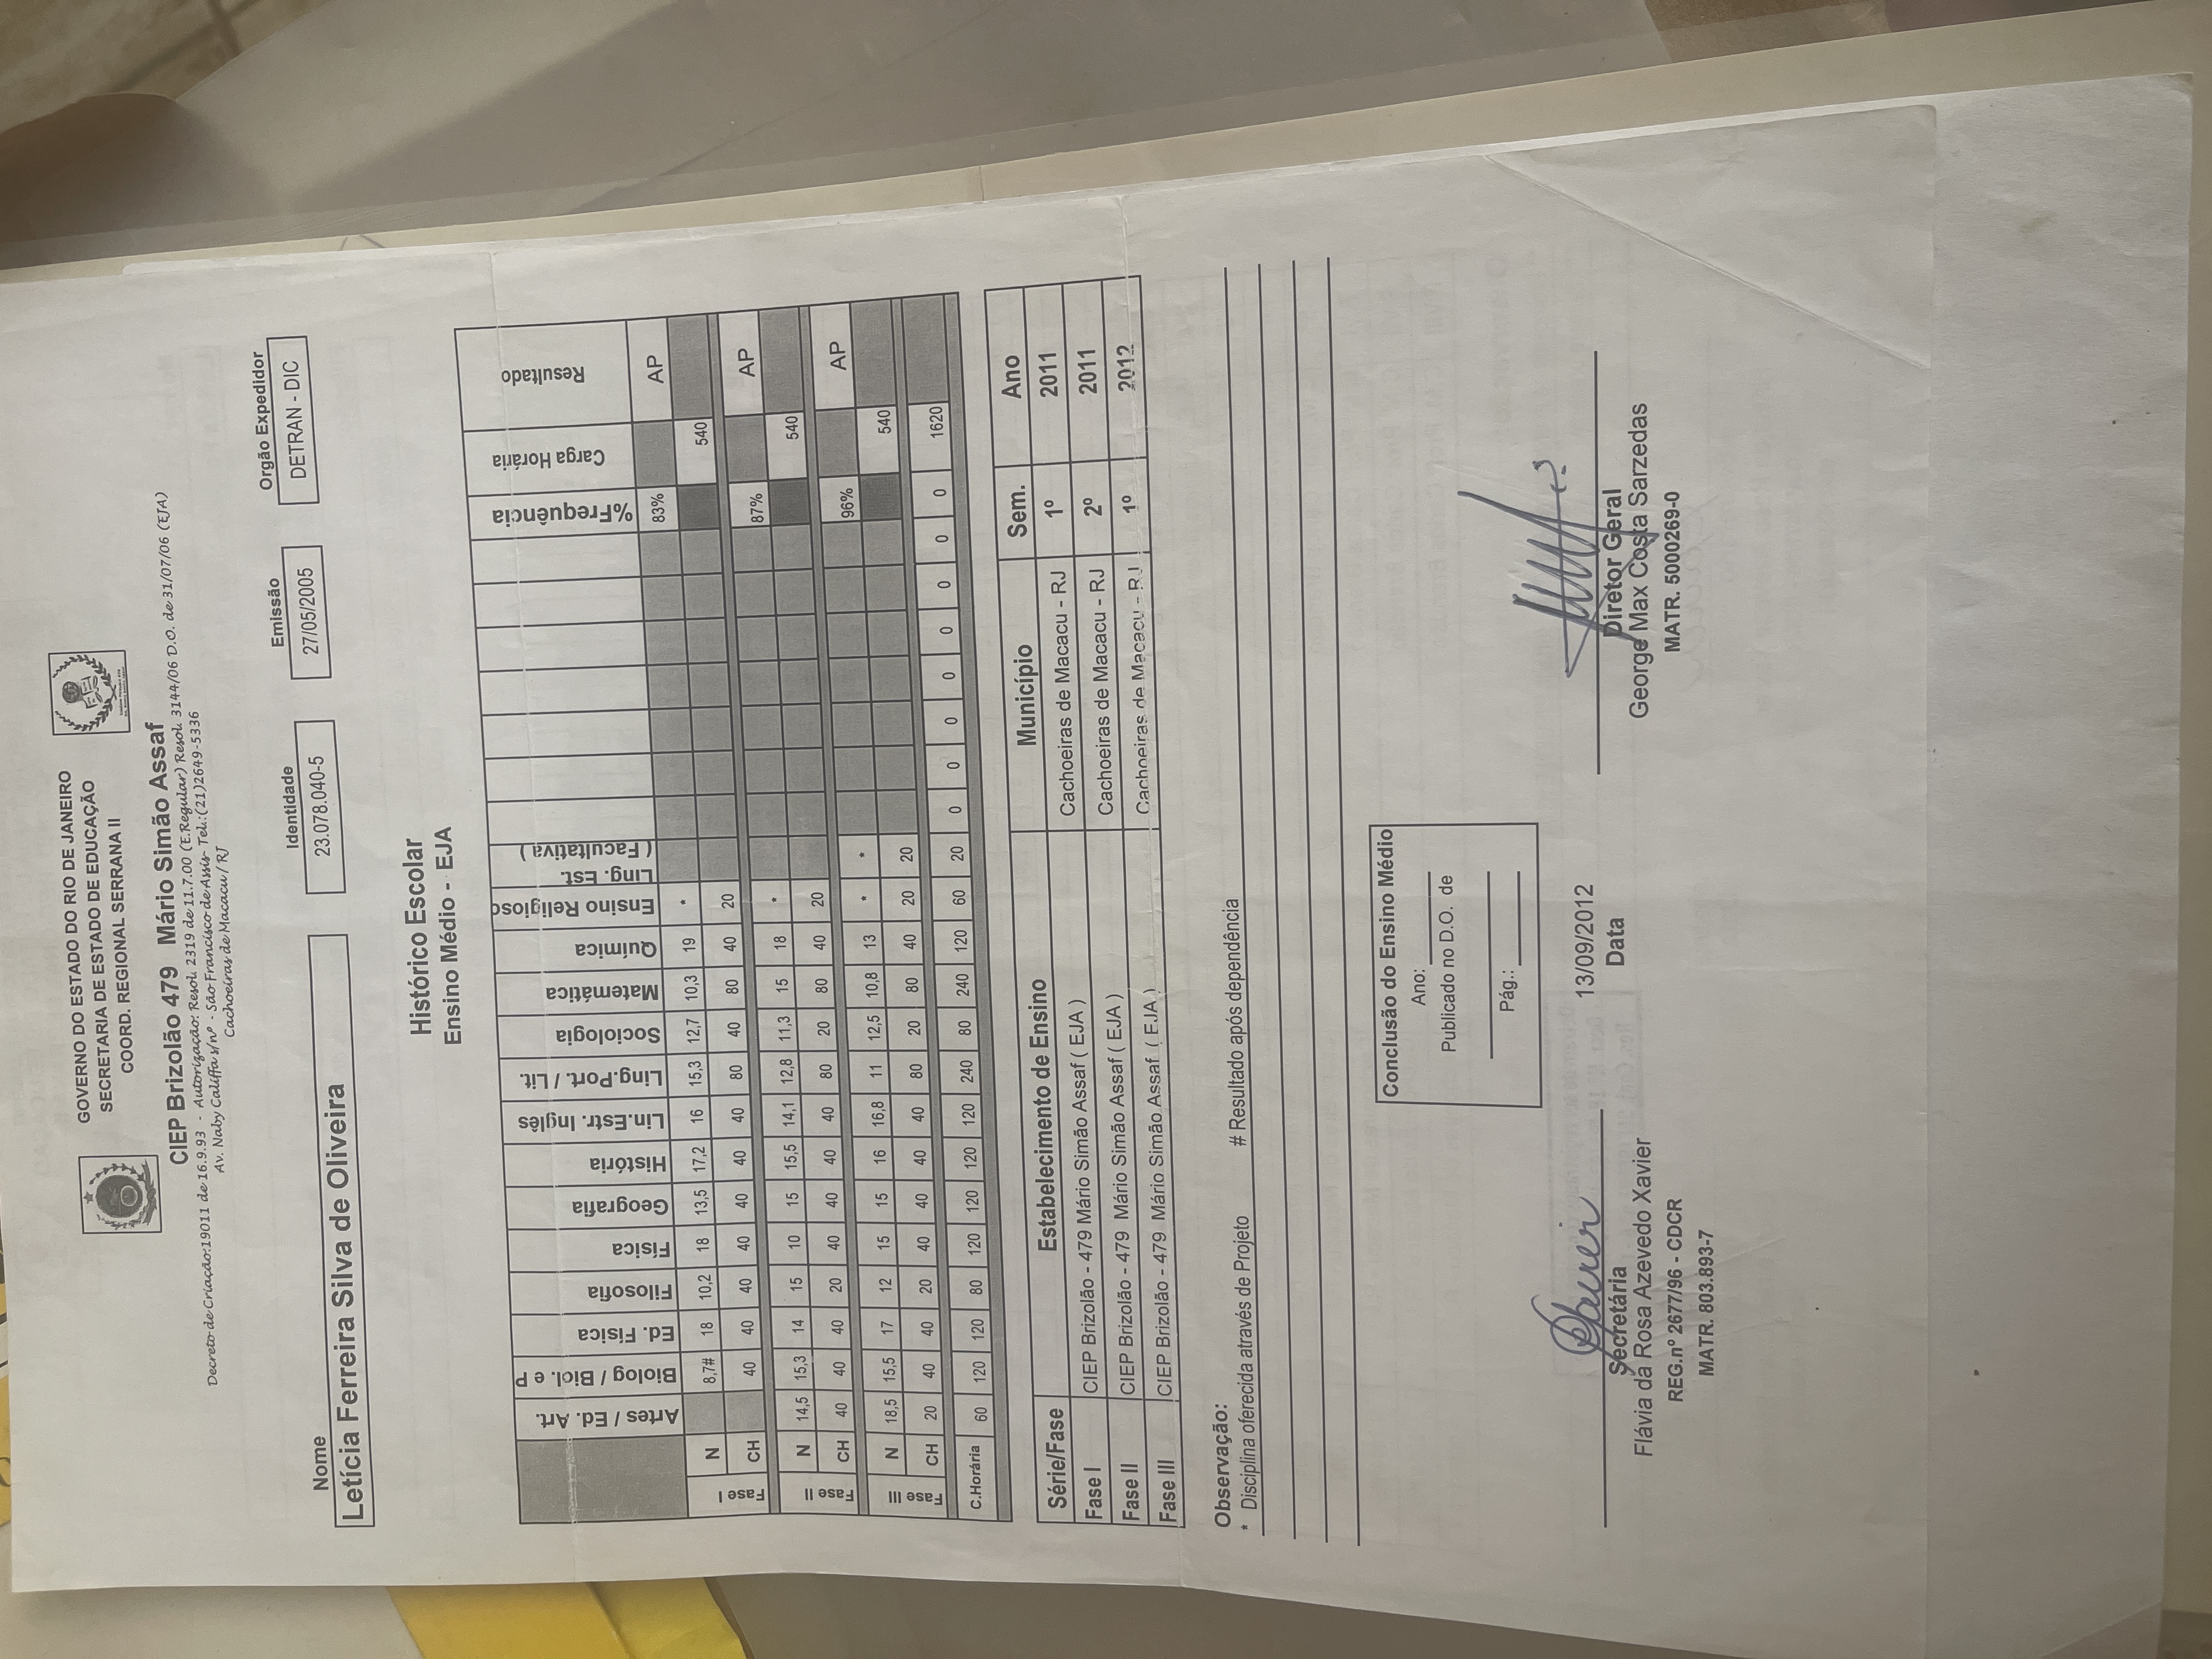 GOVERNO DO ESTADO DO RIO DE JANEIRO
SECRETARIA DE ESTADO DE EDUCAÇÃO
COORD. REGIONAL SERRANA II
CIEP Brizolão 479 Mário Simão Assaf
Decreto de Criação:19011 de 16.9.93 - Autorização: Resol. 2319 de 11.7.00 (E.Regular) Resol. 3144/06 D.O. de 31/07/06 (EJA)
Av. Naby Califfa s/nº - São Francisco de Assis- Tel.:(21)2649-5336
Cachoeiras de Macacu / RJ
Nome Identidade Emissão Orgão Expedidor
Letícia Ferreira Silva de Oliveira 23.078.040-5 27/05/2005 DETRAN - DIC
Histórico Escolar
Ensino Médio - EJA
Artes / Ed. Art. Biolog / Biol. e P Ed. Física Filosofia Física Geografia História Lin.Estr. Inglês Ling.Port. / Lit. Sociologia Matemática Química Ensino Religioso Ling. Est. ( Facultativa ) %Frequência Carga Horária Resultado
Fase I N 8,7# 18 10,2 18 13,5 17,2 16 15,3 12,7 10,3 19 * 83% AP
CH 40 40 40 40 40 40 40 80 40 80 40 20 540
Fase II N 14,5 15,3 14 15 10 15 15,5 14,1 12,8 11,3 15 18 * 87% AP
CH 40 40 40 20 40 40 40 40 80 20 80 40 20 540
Fase III N 18,5 15,5 17 12 15 15 16 16,8 11 12,5 10,8 13 * * 96% AP
CH 20 40 40 20 40 40 40 40 80 20 80 40 20 20 540
C.Horária 60 120 120 80 120 120 120 120 240 80 240 120 60 20 0 0 0 0 0 0 0 0 1620
Série/Fase Estabelecimento de Ensino Município Sem. Ano
Fase I CIEP Brizolão - 479 Mário Simão Assaf ( EJA ) Cachoeiras de Macacu - RJ 1º 2011
Fase II CIEP Brizolão - 479 Mário Simão Assaf ( EJA ) Cachoeiras de Macacu - RJ 2º 2011
Fase III CIEP Brizolão - 479 Mário Simão Assaf ( EJA ) Cachoeiras de Macacu - RJ 1º 2012
Observação:
* Disciplina oferecida através de Projeto # Resultado após dependência
Conclusão do Ensino Médio
Ano:
Publicado no D.O. de
Pág.:
13/09/2012
Secretária Data Diretor Geral
Flávia da Rosa Azevedo Xavier George Max Costa Sarzedas
REG.nº 2677/96 - CDCR MATR. 5000269-0
MATR. 803.893-7